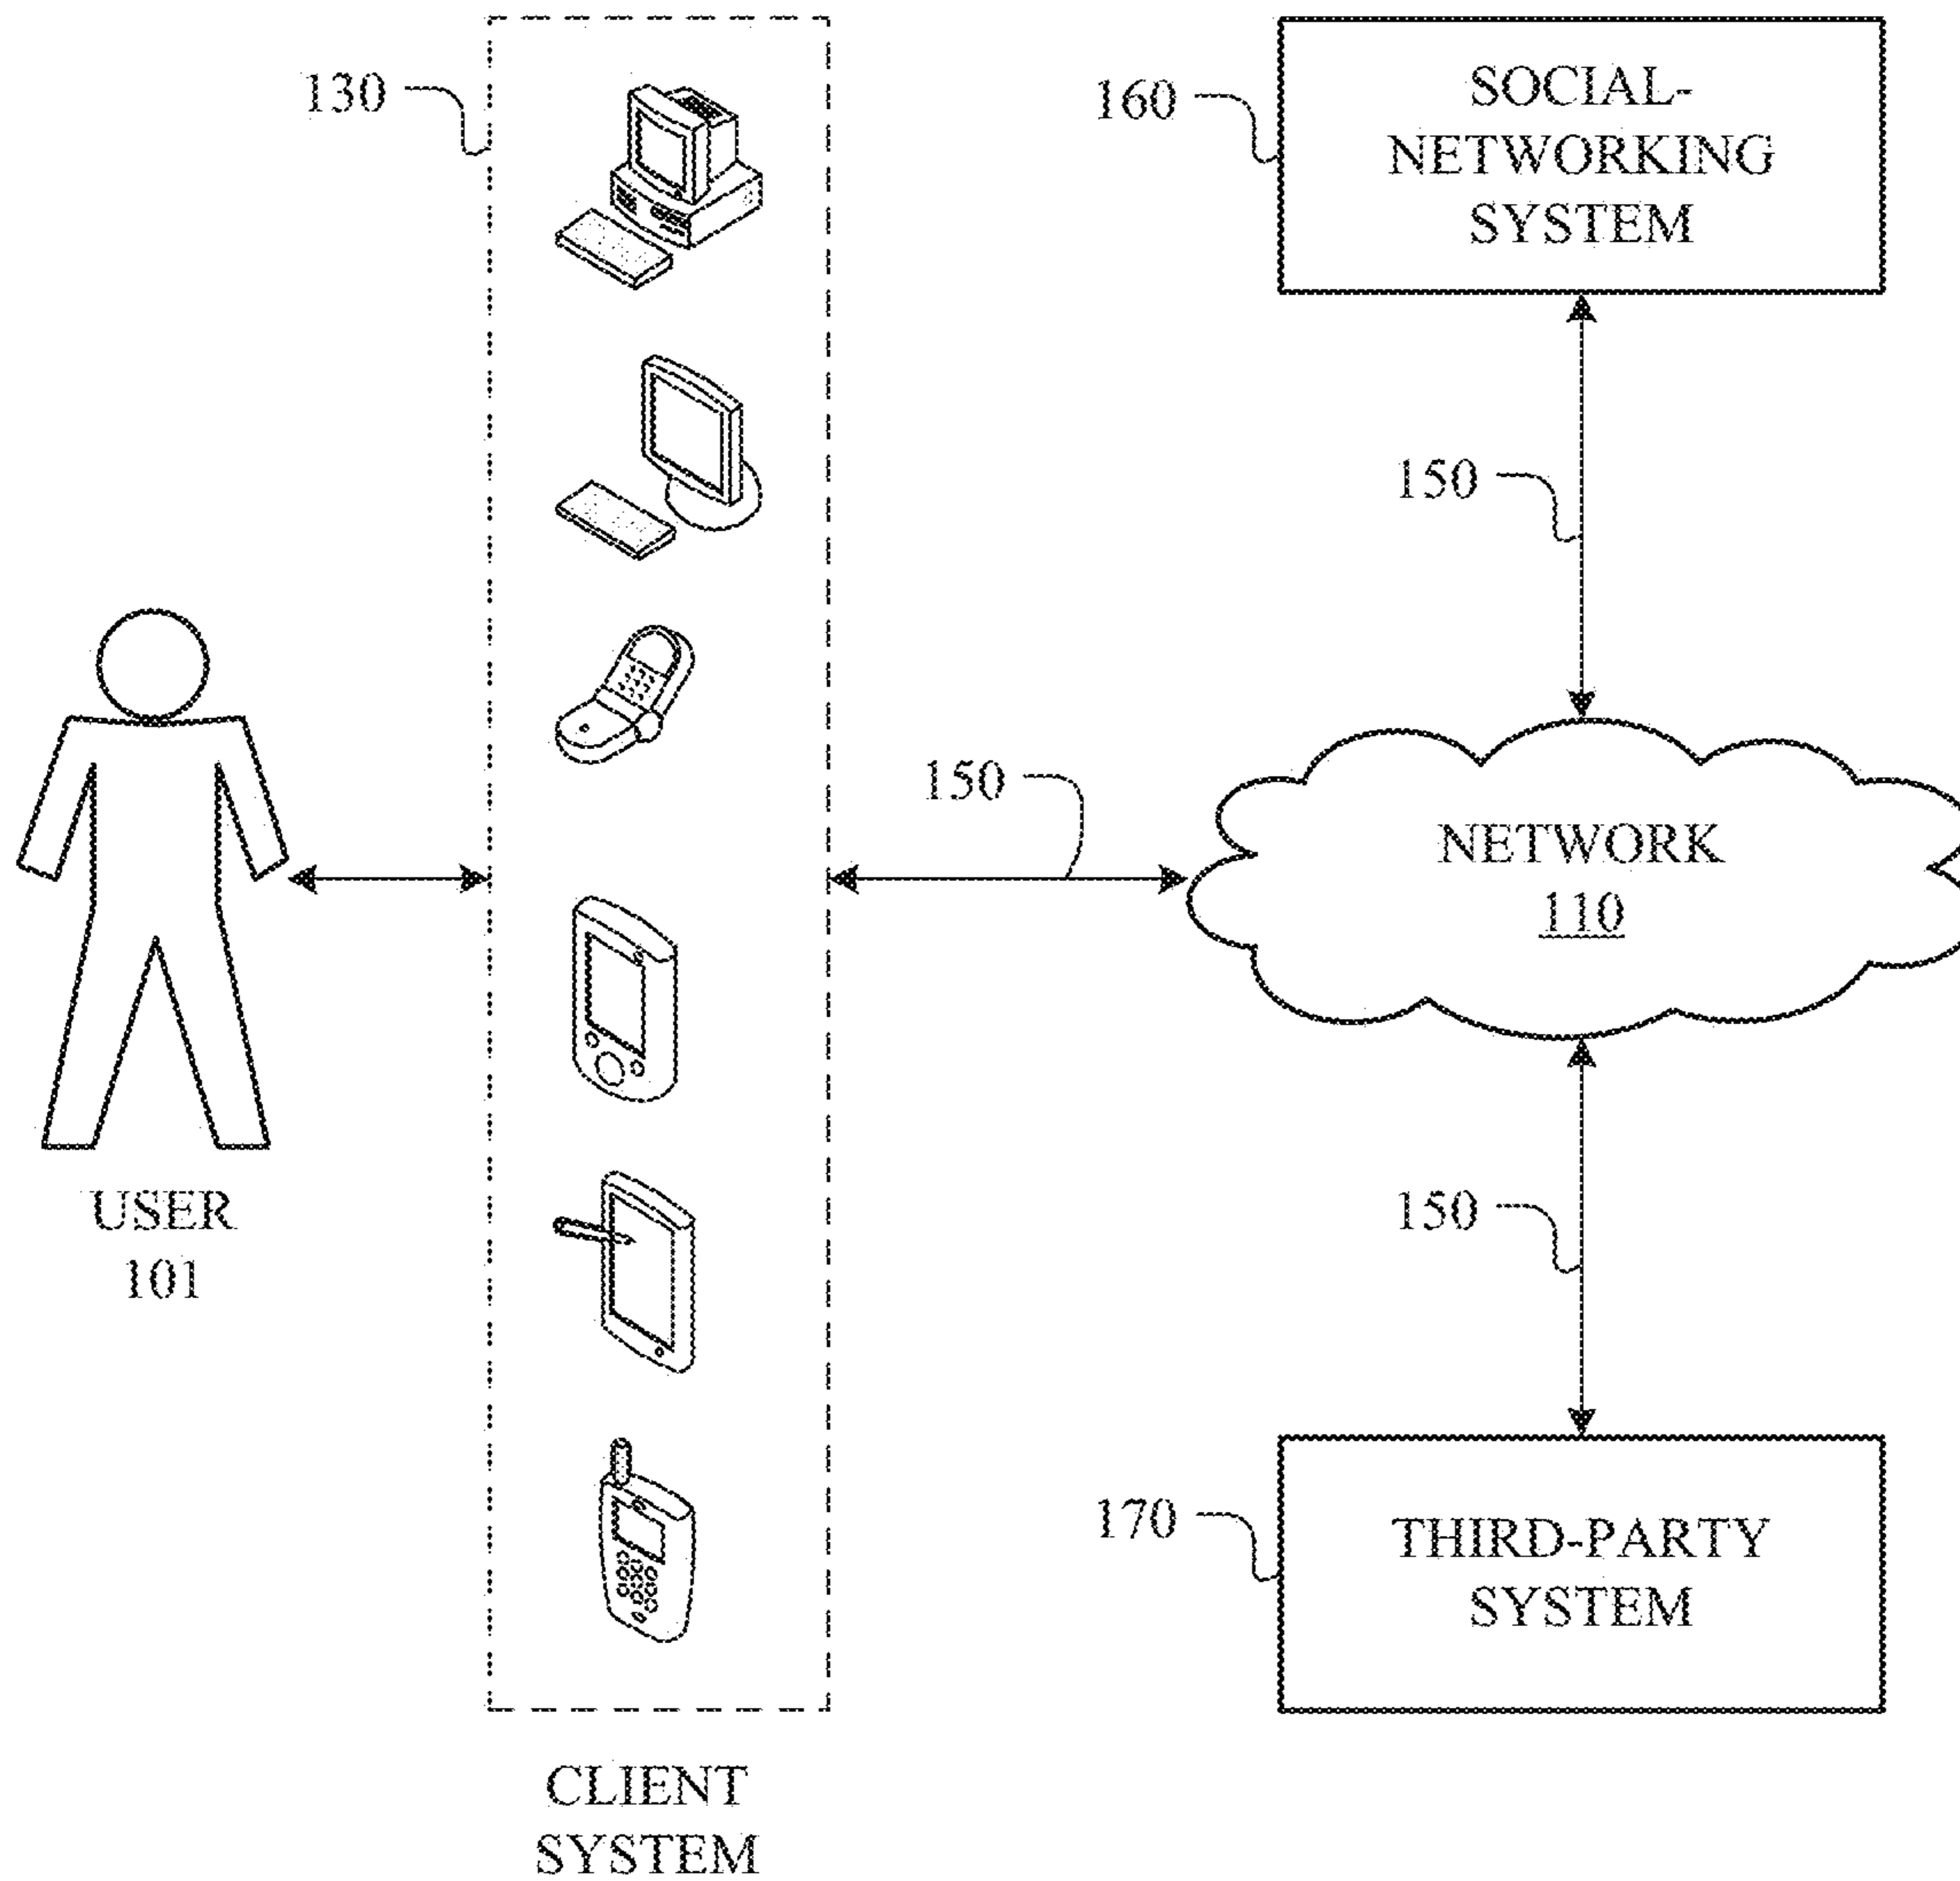 130
160
SOCIAL-
NETWORKING
SYSTEM
150
150
NETWORK
110
USER
101
150
170
THIRD-PARTY
SYSTEM
CLIENT
SYSTEM